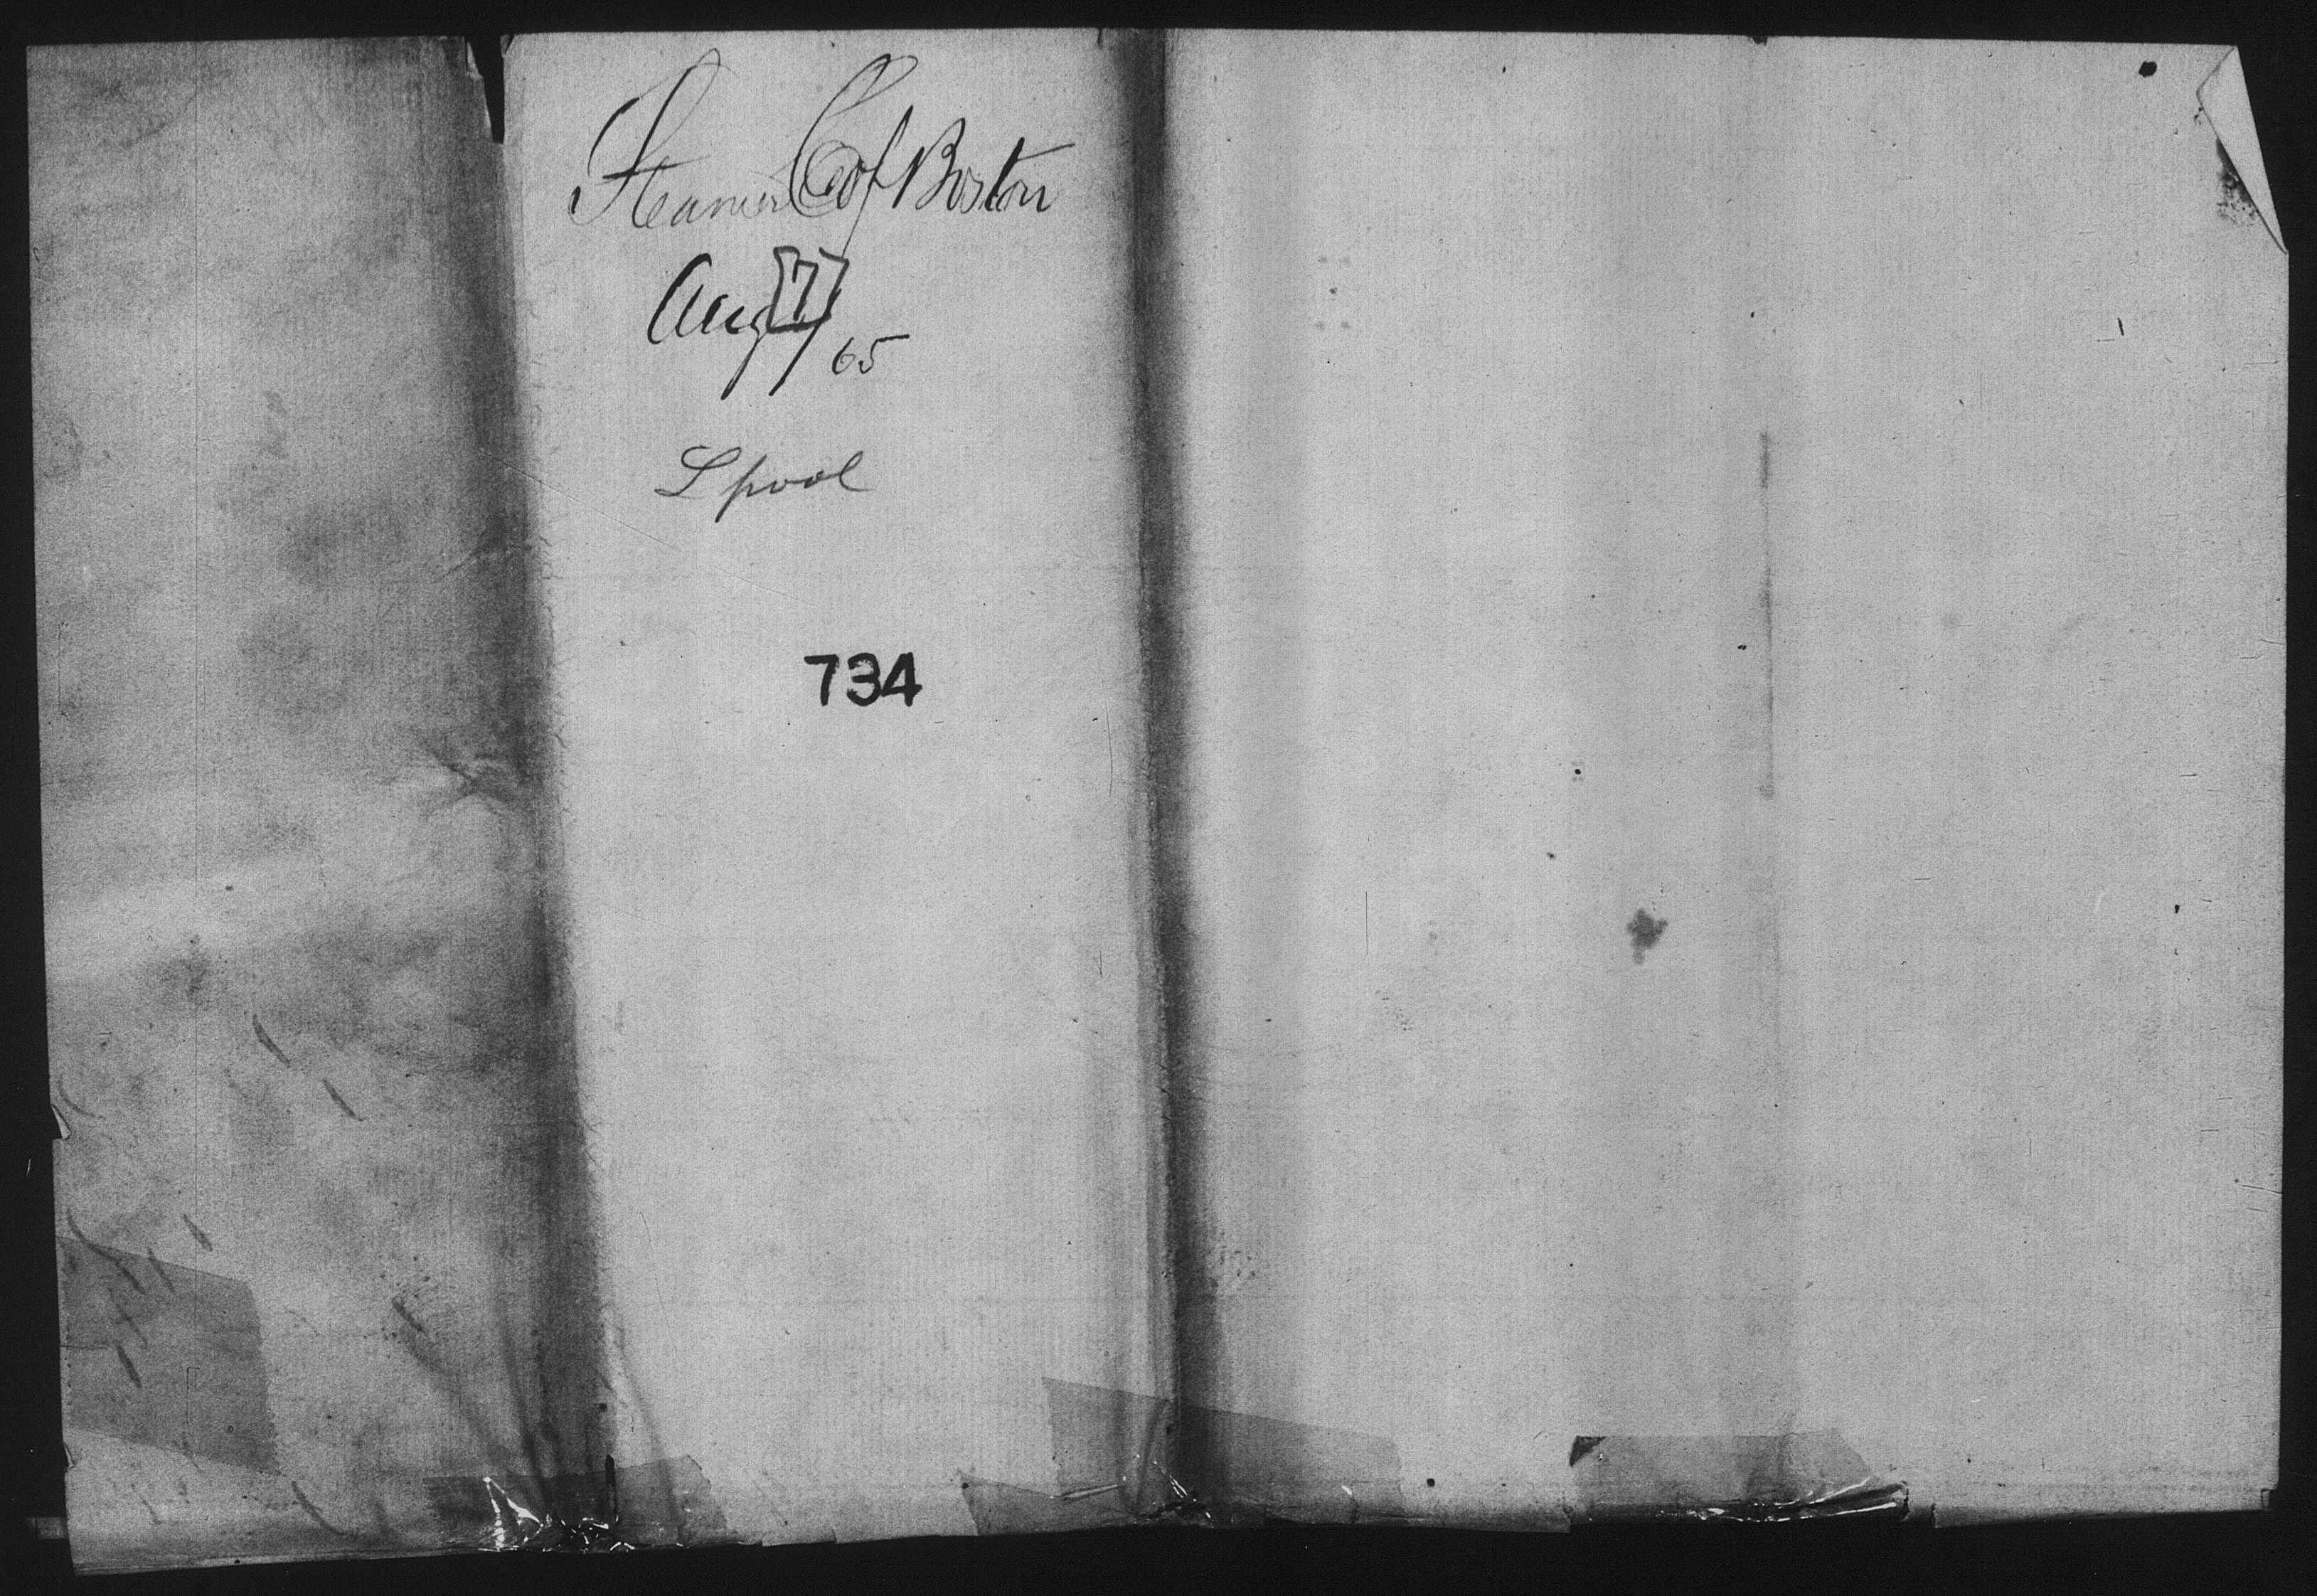 Steamer C of Boston
Aug 7/65
L pool
734